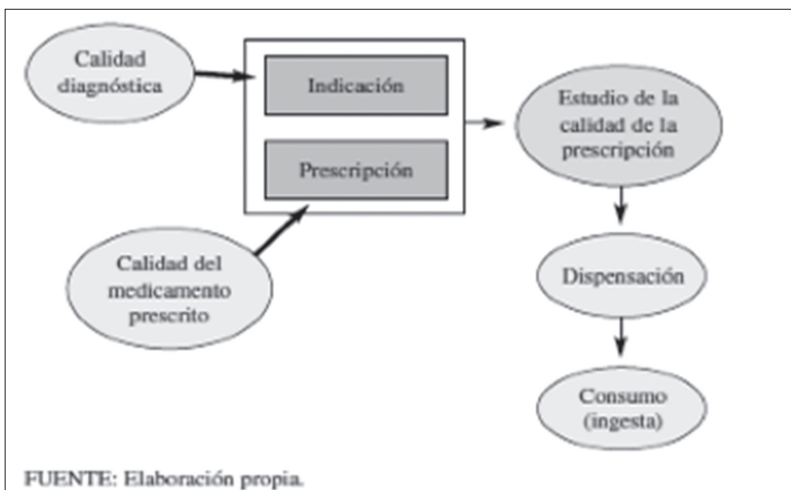 Calidad
diagnóstica
Indicación
Prescripción
Estudio de la
calidad de la
prescripción
Calidad del
medicamento
prescrito
Dispensación
Consumo
(ingesta)
FUENTE: Elaboración propia.